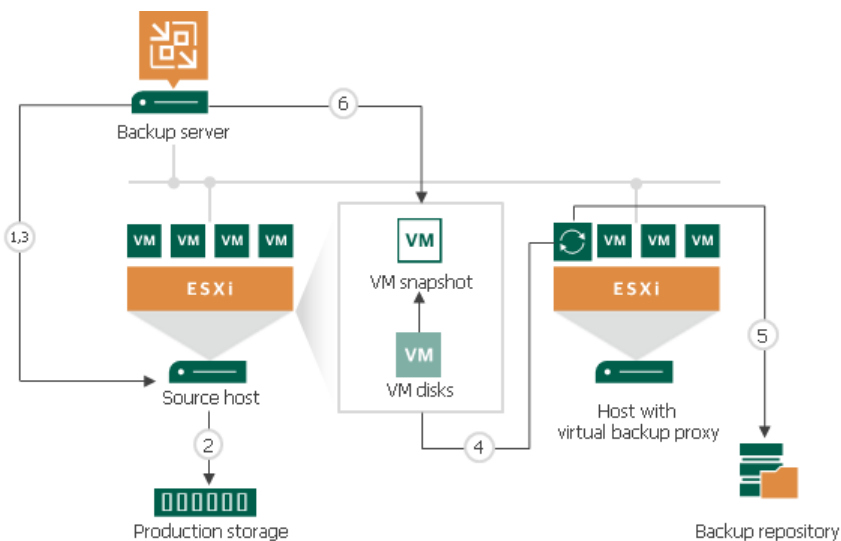 6
Backup server
1,3
VM VM VM VM
VM
VM VM VM
VM snapshot
ESXi
ESXi
VM
5
VM disks
Source host
Host with
virtual backup proxy
2
4
Production storage
Backup repository